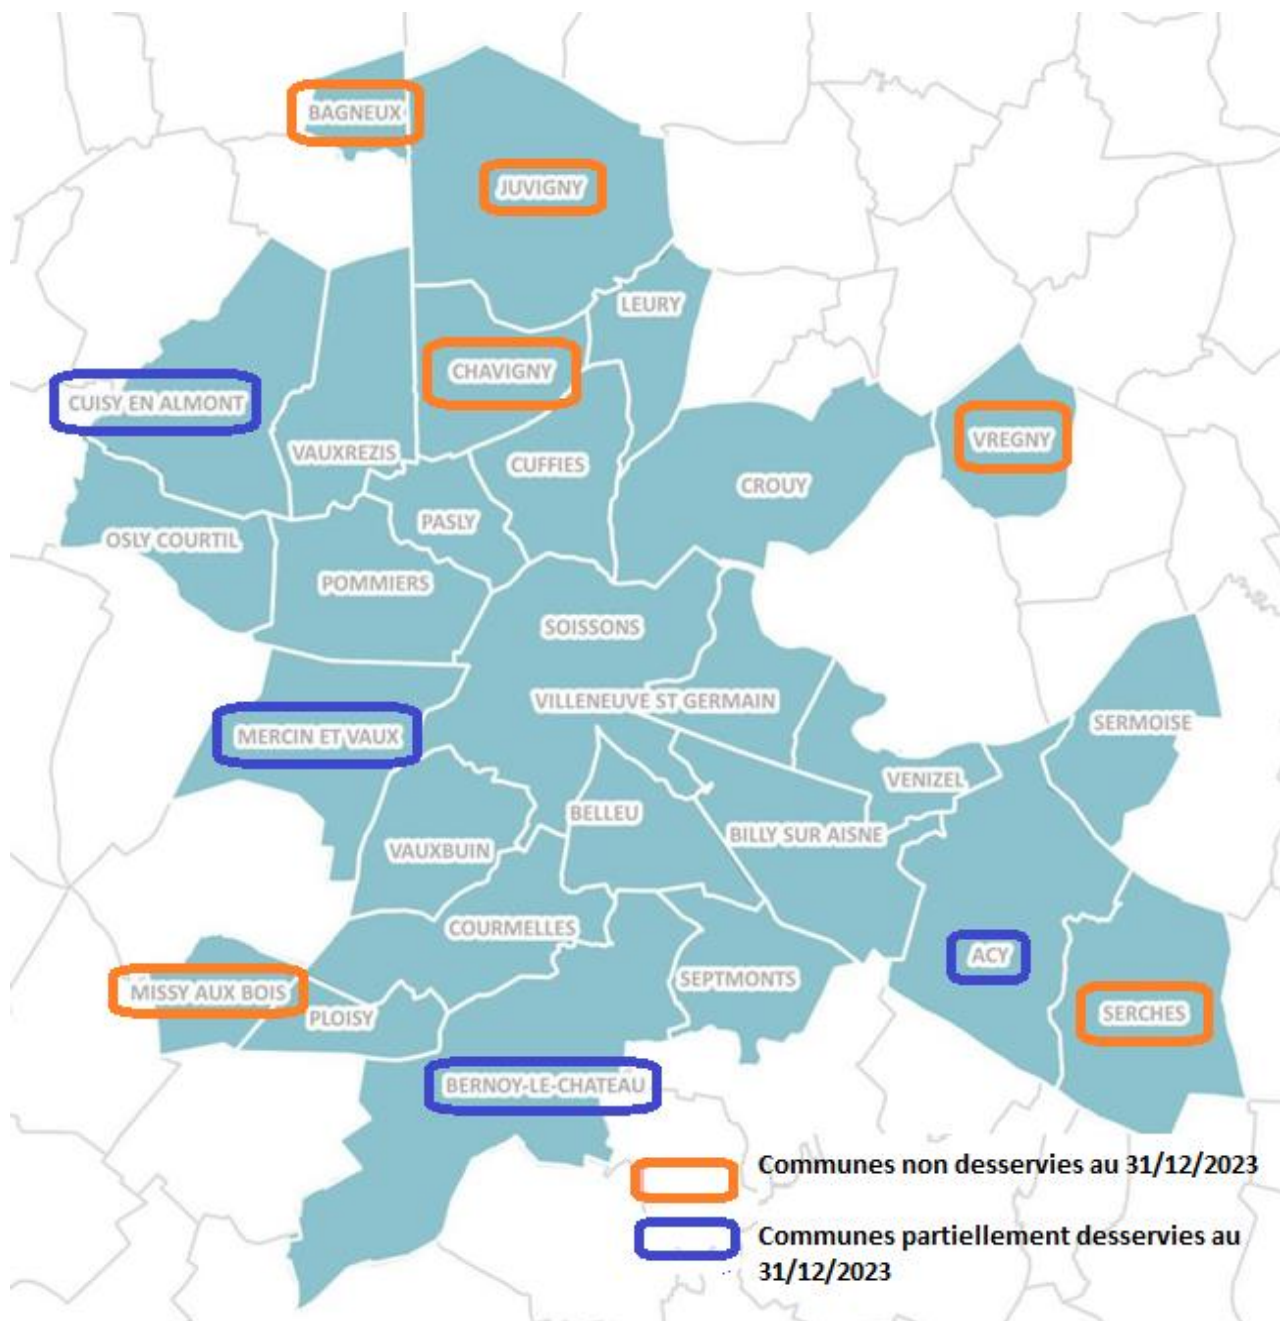 BAGNEUX
JUVIGNY
LEURY
CHAVIGNY
CUISY EN ALMONT
VREGNY
VAUXREZIS
CUFFIES
CROUY
PASLY
OSLY COURTIL
POMMIERS
SOISSONS
VILLENEUVE ST GERMAIN
SERMOISE
MERCIN ET VAUX
VENIZEL
BELLEU
BILLY SUR AISNE
VAUXBUIN
COURMELLES
ACY
SEPTMONTS
MISSY AUX BOIS
SERCHES
PLOISY
BERNOY-LE-CHATEAU
Communes non desservies au 31/12/2023
Communes partiellement desservies au
31/12/2023